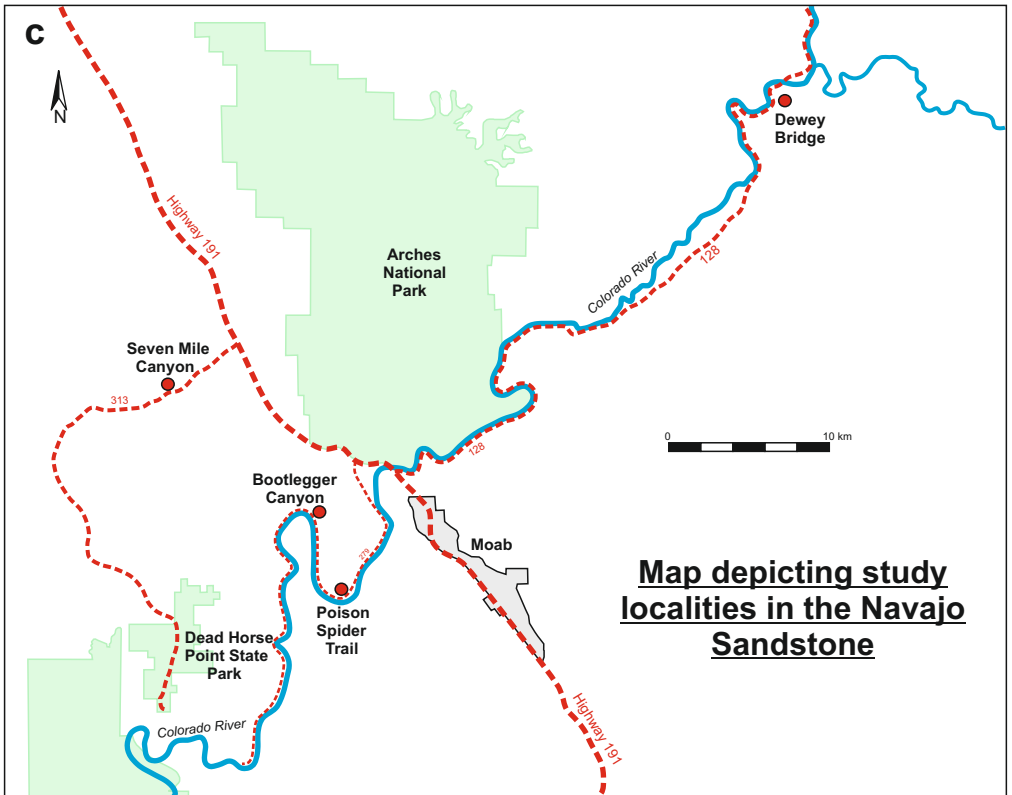 c
N
Dewey
Bridge
Highway 191
Arches
National
Park
Colorado River
128
Seven Mile
Canyon
313
0 10 km
128
Bootlegger
Canyon
279
Moab
Poison
Spider
Trail
Map depicting study
localities in the Navajo
Sandstone
Dead Horse
Point State
Park
Colorado River
Highway 191